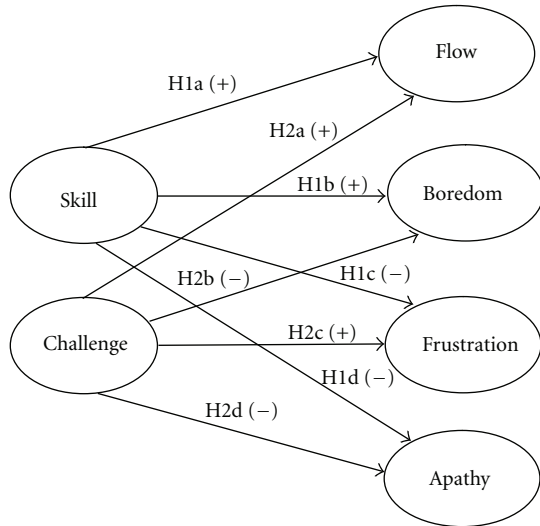 Flow
H1a (+)
H2a (+)
Skill
H1b (+)
Boredom
H2b (−)
H1c (−)
Challenge
H2c (+)
Frustration
H1d (−)
H2d (−)
Apathy